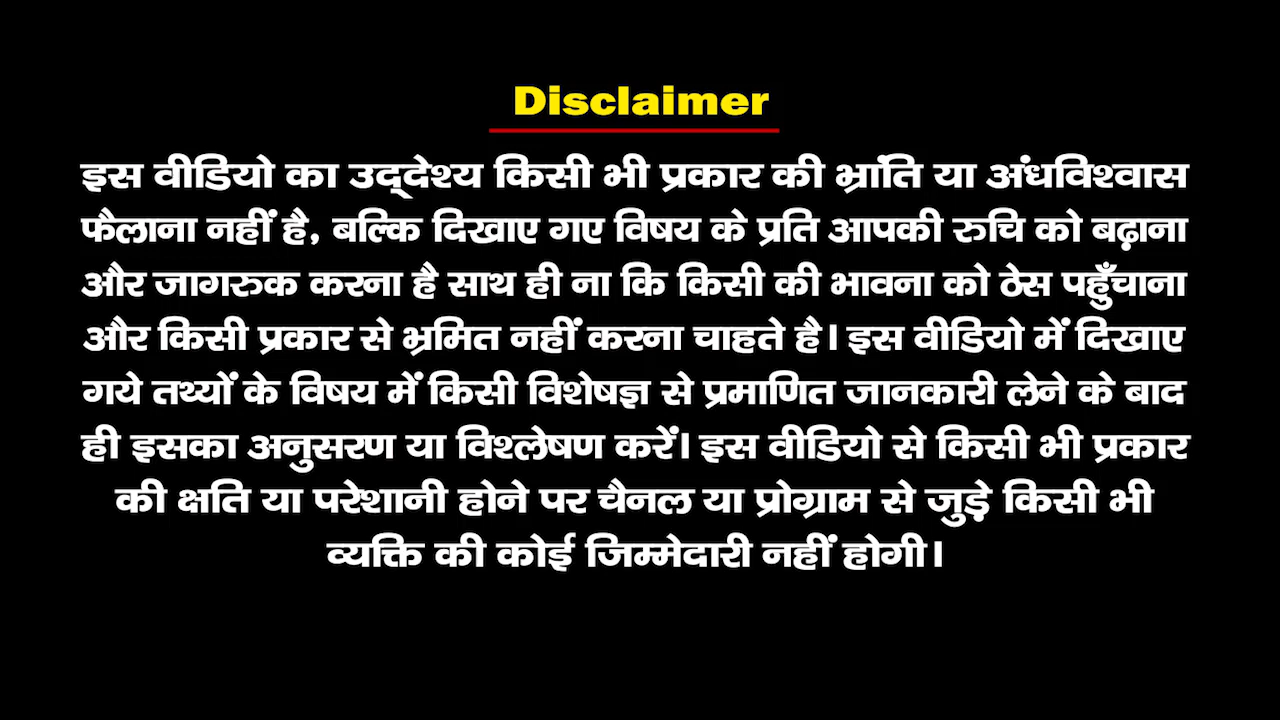 Disclaimer
इस वीडियो का उद्देश्य किसी भी प्रकार की भ्रांति या अंधविश्वास
फैलाना नहीं है, बल्कि दिखाए गए विषय के प्रति आपकी रुचि को बढ़ाना
और जागरुक करना है साथ ही ना कि किसी की भावना को ठेस पहुँचाना
और किसी प्रकार से भ्रमित नहीं करना चाहते है। इस वीडियो में दिखाए
गये तथ्यों के विषय में किसी विशेषज्ञ से प्रमाणित जानकारी लेने के बाद
ही इसका अनुसरण या विश्लेषण करें। इस वीडियो से किसी भी प्रकार
की क्षति या परेशानी होने पर चैनल या प्रोग्राम से जुड़े किसी भी
व्यक्ति की कोई जिम्मेदारी नहीं होगी।